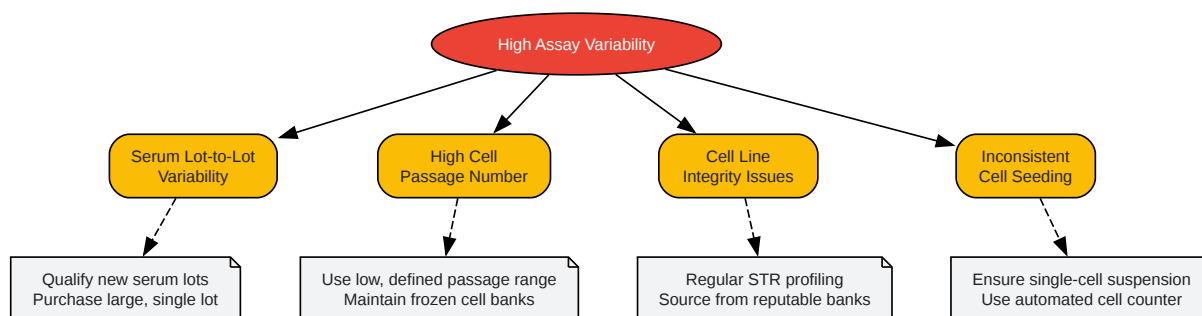 High Assay Variability
Serum Lot-to-Lot
Variability
High Cell
Passage Number
Cell Line
Integrity Issues
Inconsistent
Cell Seeding
Qualify new serum lots
Purchase large, single lot
Use low, defined passage range
Maintain frozen cell banks
Regular STR profiling
Source from reputable banks
Ensure single-cell suspension
Use automated cell counter